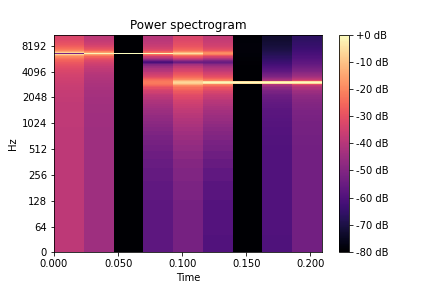 Power spectrogram
8192
4096
2048
1024
512
256
128
64
0
Hz
0.000 0.050 0.100 0.150 0.200
Time
+0 dB
-10 dB
-20 dB
-30 dB
-40 dB
-50 dB
-60 dB
-70 dB
-80 dB